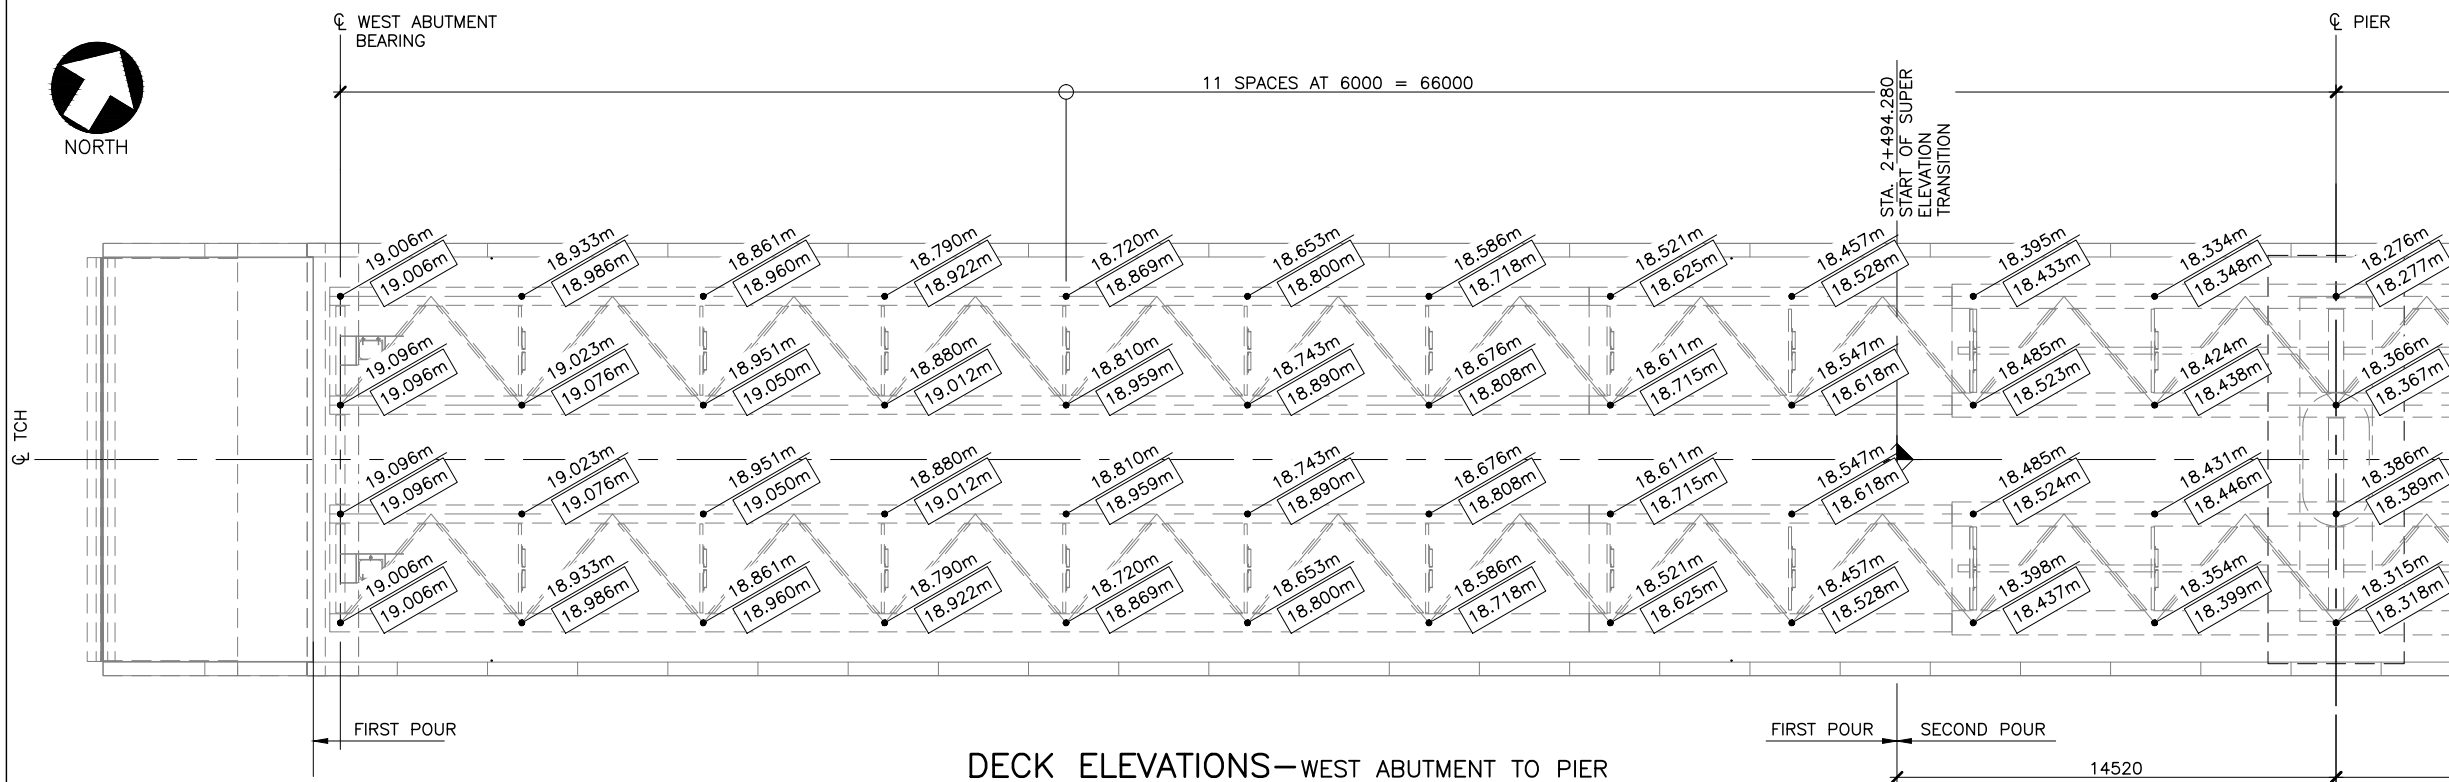 ℄ WEST ABUTMENT
BEARING
℄ PIER
NORTH
11 SPACES AT 6000 = 66000
STA. 2+494.280
START OF SUPER
ELEVATION
TRANSITION
19.006m 18.933m 18.861m 18.790m 18.720m 18.653m 18.586m 18.521m 18.457m 18.395m 18.334m 18.276m
19.006m 18.986m 18.960m 18.922m 18.869m 18.800m 18.718m 18.625m 18.528m 18.433m 18.348m 18.277m
19.096m 19.023m 18.951m 18.880m 18.810m 18.743m 18.676m 18.611m 18.547m 18.485m 18.424m 18.366m
19.096m 19.076m 19.050m 19.012m 18.959m 18.890m 18.808m 18.715m 18.618m 18.523m 18.438m 18.367m
℄ TCH
19.096m 19.023m 18.951m 18.880m 18.810m 18.743m 18.676m 18.611m 18.547m 18.485m 18.431m 18.386m
19.096m 19.076m 19.050m 19.012m 18.959m 18.890m 18.808m 18.715m 18.618m 18.524m 18.446m 18.389m
19.006m 18.933m 18.861m 18.790m 18.720m 18.653m 18.586m 18.521m 18.457m 18.398m 18.354m 18.315m
19.006m 18.986m 18.960m 18.922m 18.869m 18.800m 18.718m 18.625m 18.528m 18.437m 18.399m 18.318m
FIRST POUR
FIRST POUR
SECOND POUR
DECK ELEVATIONS–WEST ABUTMENT TO PIER
14520